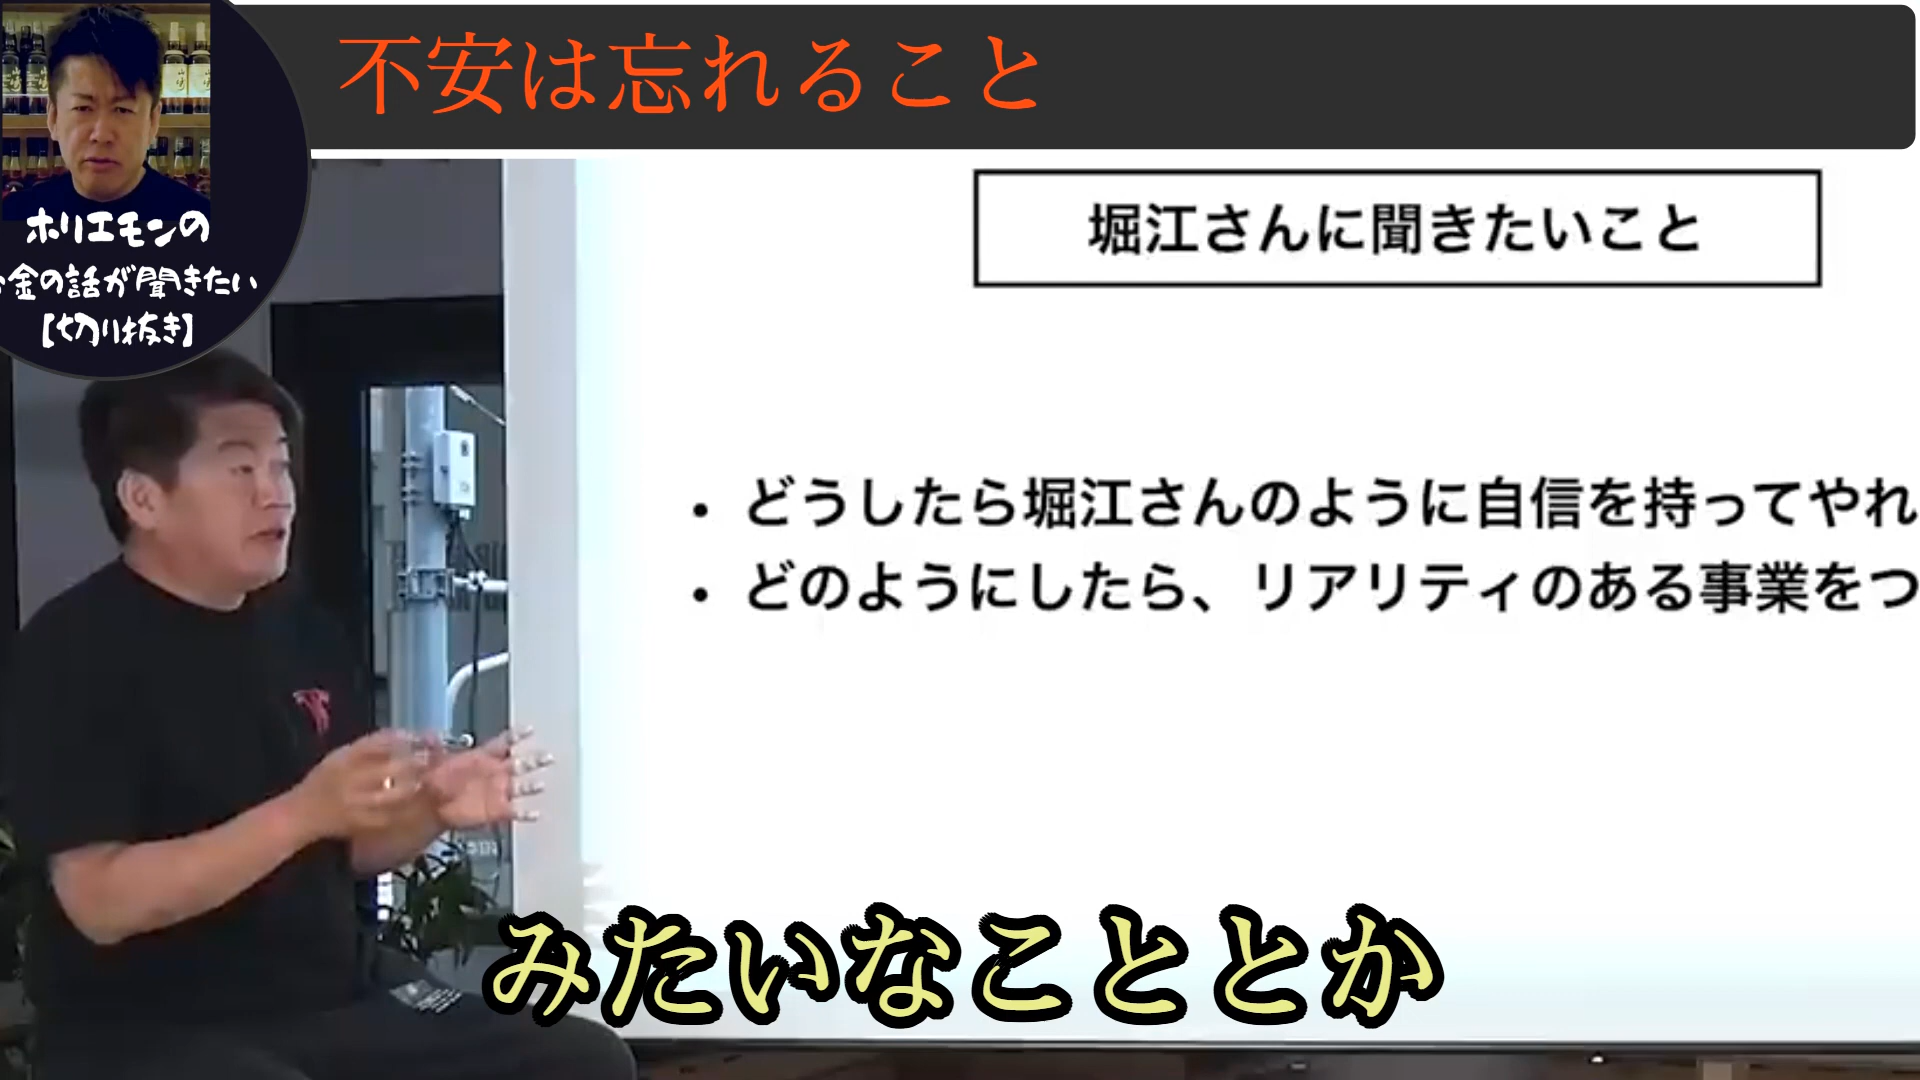 不安は忘れること
ホリエモンの
金の話が聞きたい
【切り抜き】
堀江さんに聞きたいこと
・どうしたら堀江さんのように自信を持ってやれ
・どのようにしたら、リアリティのある事業をつ
みたいなこととか